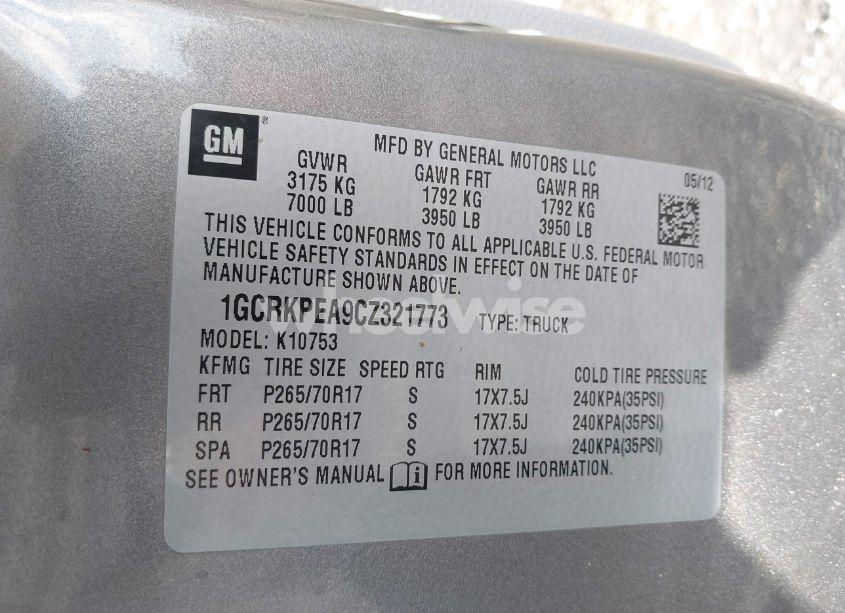 GM®
MFD BY GENERAL MOTORS LLC
05/12
GVWR GAWR FRT GAWR RR
3175 KG 1792 KG 1792 KG
7000 LB 3950 LB 3950 LB
THIS VEHICLE CONFORMS TO ALL APPLICABLE U.S. FEDERAL MOTOR
VEHICLE SAFETY STANDARDS IN EFFECT ON THE DATE OF
MANUFACTURE SHOWN ABOVE.
1GCRKPEA9CZ321773 TYPE: TRUCK
wheelwise
MODEL: K10753
KFMG TIRE SIZE SPEED RTG RIM COLD TIRE PRESSURE
FRT P265/70R17 S 17X7.5J 240KPA(35PSI)
RR P265/70R17 S 17X7.5J 240KPA(35PSI)
SPA P265/70R17 S 17X7.5J 240KPA(35PSI)
SEE OWNER'S MANUAL FOR MORE INFORMATION.